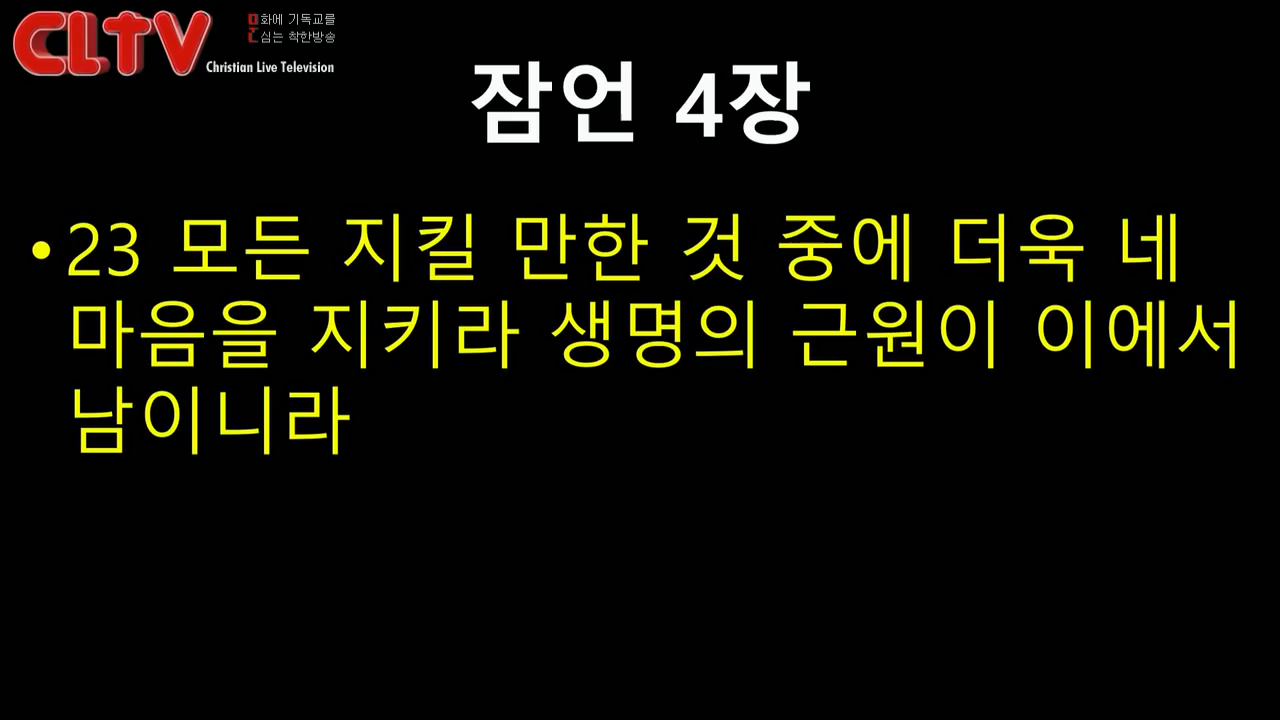 CLTV
문화에 기독교를
심는 착한방송
Christian Live Television
잠언 4장
•23 모든 지킬 만한 것 중에 더욱 네
마음을 지키라 생명의 근원이 이에서
남이니라